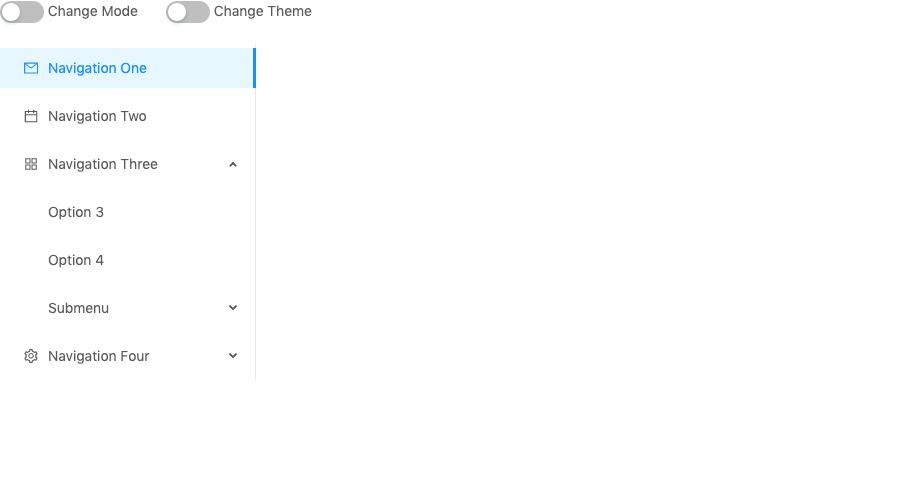 Change Mode Change Theme
Navigation One
Navigation Two
Navigation Three
Option 3
Option 4
Submenu
Navigation Four